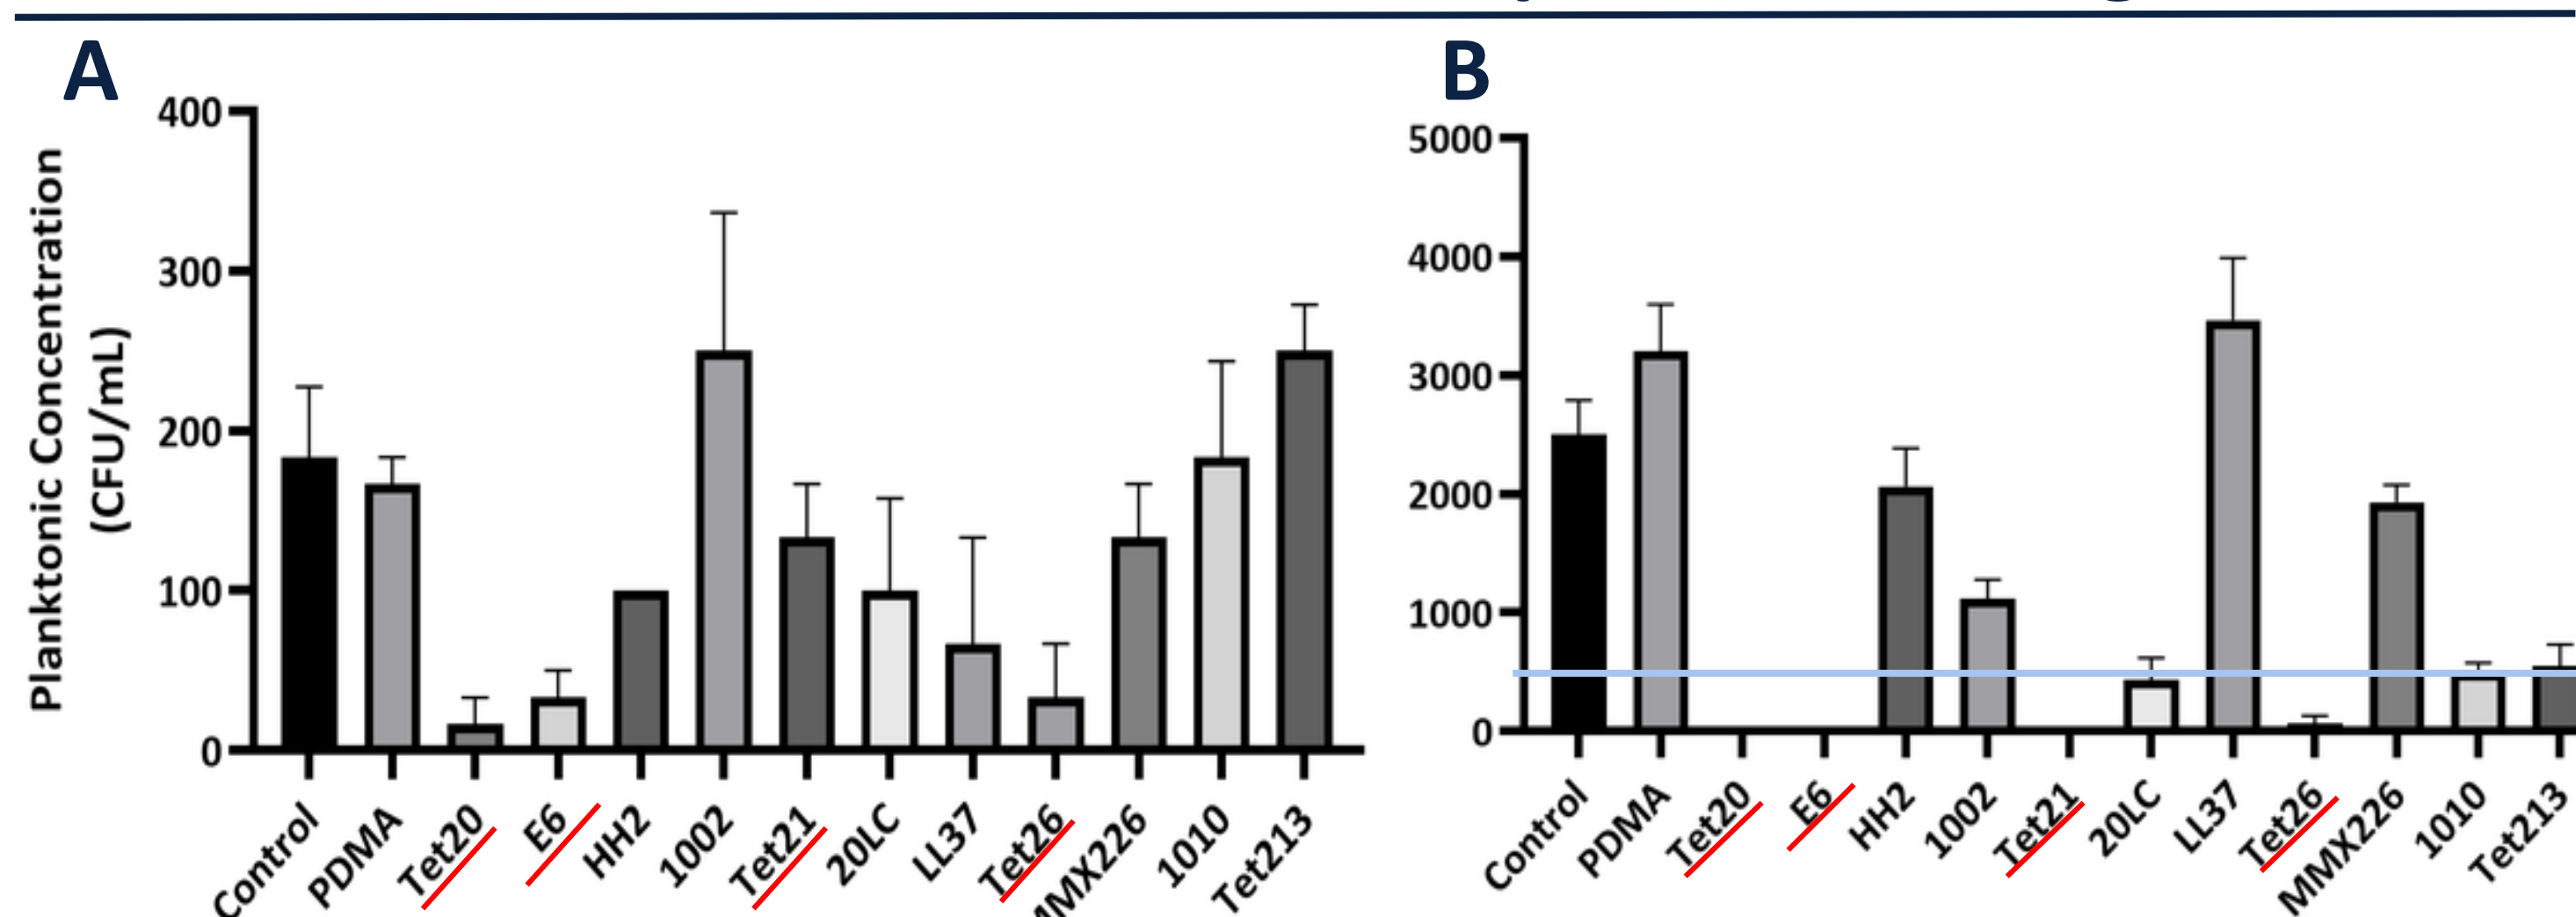 A
400
300
200
100
0
Planktonic Concentration
(CFU/mL)
Control
PDMA
Tet20
E6
HH2
1002
Tet21
20LC
LL37
Tet26
MMX226
1010
Tet213
B
5000
4000
3000
2000
1000
0
Control
PDMA
Tet20
E6
HH2
1002
Tet21
20LC
LL37
Tet26
MMX226
1010
Tet213